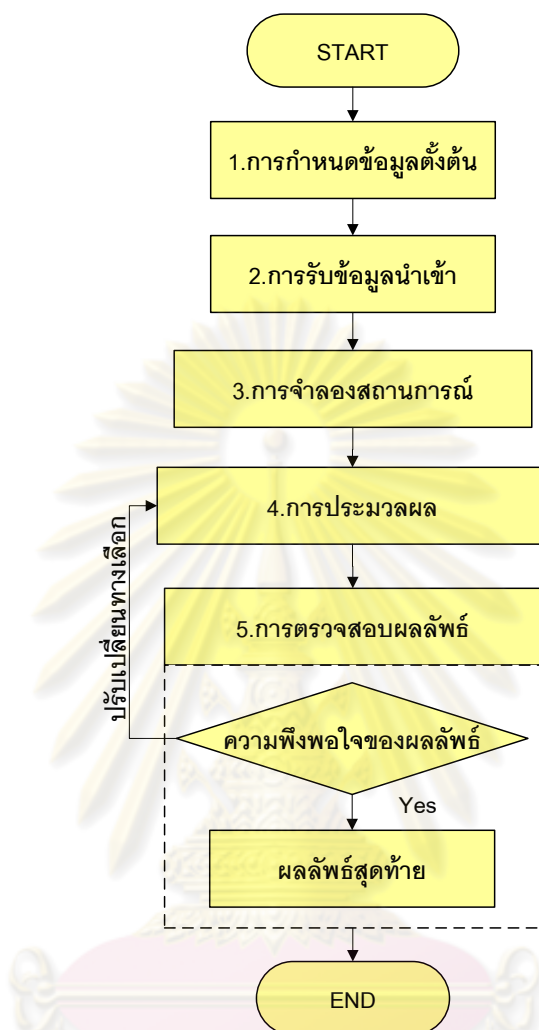 START
1.การกำหนดข้อมูลตั้งต้น
2.การรับข้อมูลนำเข้า
3.การจำลองสถานการณ์
4.การประมวลผล
ปรับเปลี่ยนทางเลือก
5.การตรวจสอบผลลัพธ์
ความพึงพอใจของผลลัพธ์
Yes
ผลลัพธ์สุดท้าย
END